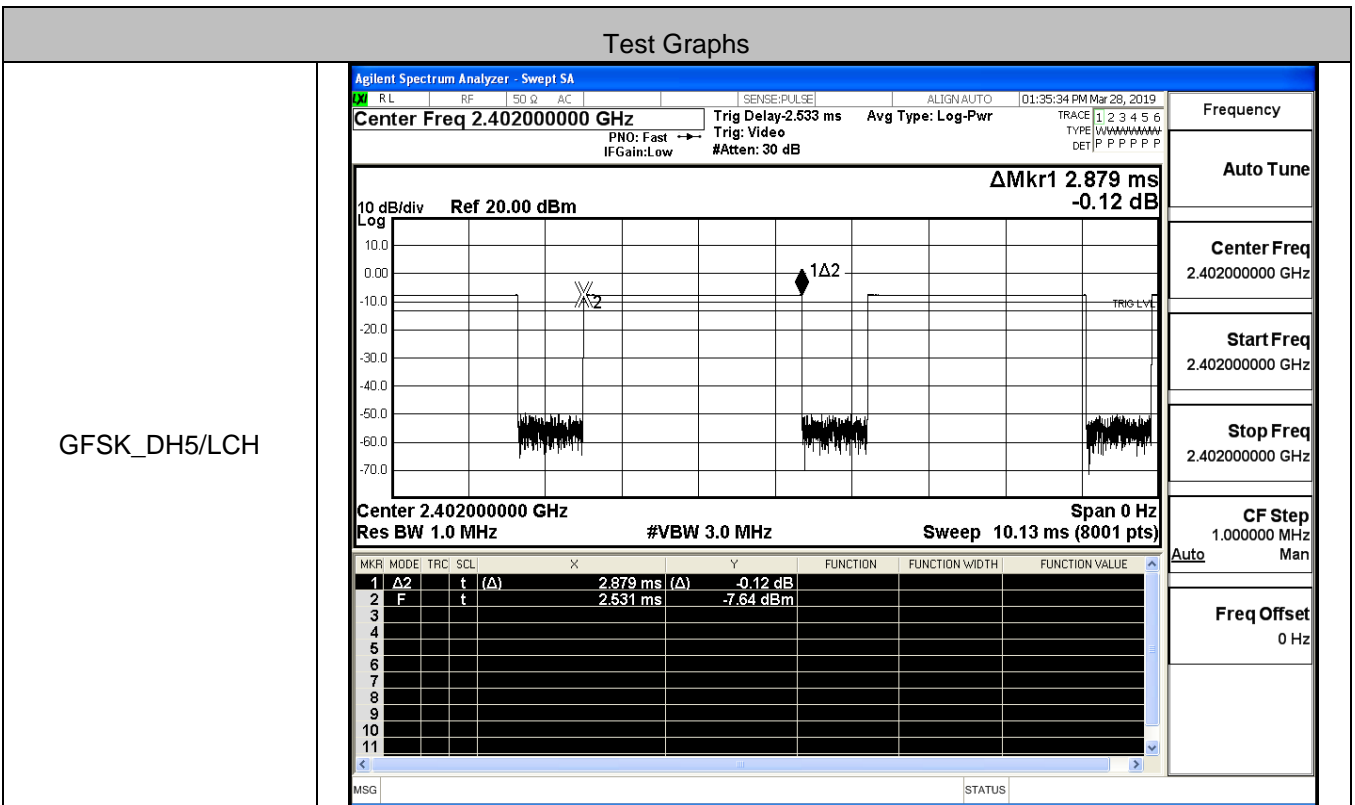 Test Graphs
GFSK_DH5/LCH
Agilent Spectrum Analyzer - Swept SA
LXI RL RF 50 Ω AC SENSE:PULSE ALIGN AUTO 01:35:34 PM Mar 28, 2019
Center Freq 2.402000000 GHz
PNO: Fast
IFGain:Low
Trig Delay-2.533 ms
Trig: Video
#Atten: 30 dB
Avg Type: Log-Pwr
TRACE 1 2 3 4 5 6
TYPE WWWWWW
DET P P P P P P
ΔMkr1 2.879 ms
-0.12 dB
10 dB/div Ref 20.00 dBm
Log
10.0
0.00
-10.0
-20.0
-30.0
-40.0
-50.0
-60.0
-70.0
1Δ2
2
TRIG LVL
Center 2.402000000 GHz Span 0 Hz
Res BW 1.0 MHz #VBW 3.0 MHz Sweep 10.13 ms (8001 pts)
MKR MODE TRC SCL X Y FUNCTION FUNCTION WIDTH FUNCTION VALUE
1 Δ2 t (Δ) 2.879 ms (Δ) -0.12 dB
2 F t 2.531 ms -7.64 dBm
3
4
5
6
7
8
9
10
11
MSG STATUS
Frequency
Auto Tune
Center Freq
2.402000000 GHz
Start Freq
2.402000000 GHz
Stop Freq
2.402000000 GHz
CF Step
1.000000 MHz
Auto Man
Freq Offset
0 Hz